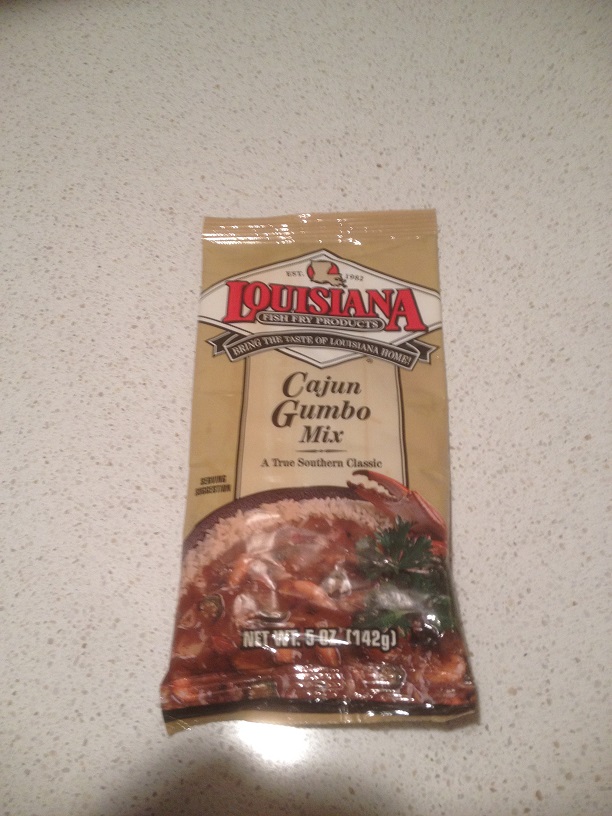 EST. 1982
LOUISIANA
FISH FRY PRODUCTS
BRING THE TASTE OF LOUISIANA HOME!
Cajun
Gumbo
Mix
A True Southern Classic
SERVING
SUGGESTION
NET WT. 5 OZ. (142g)